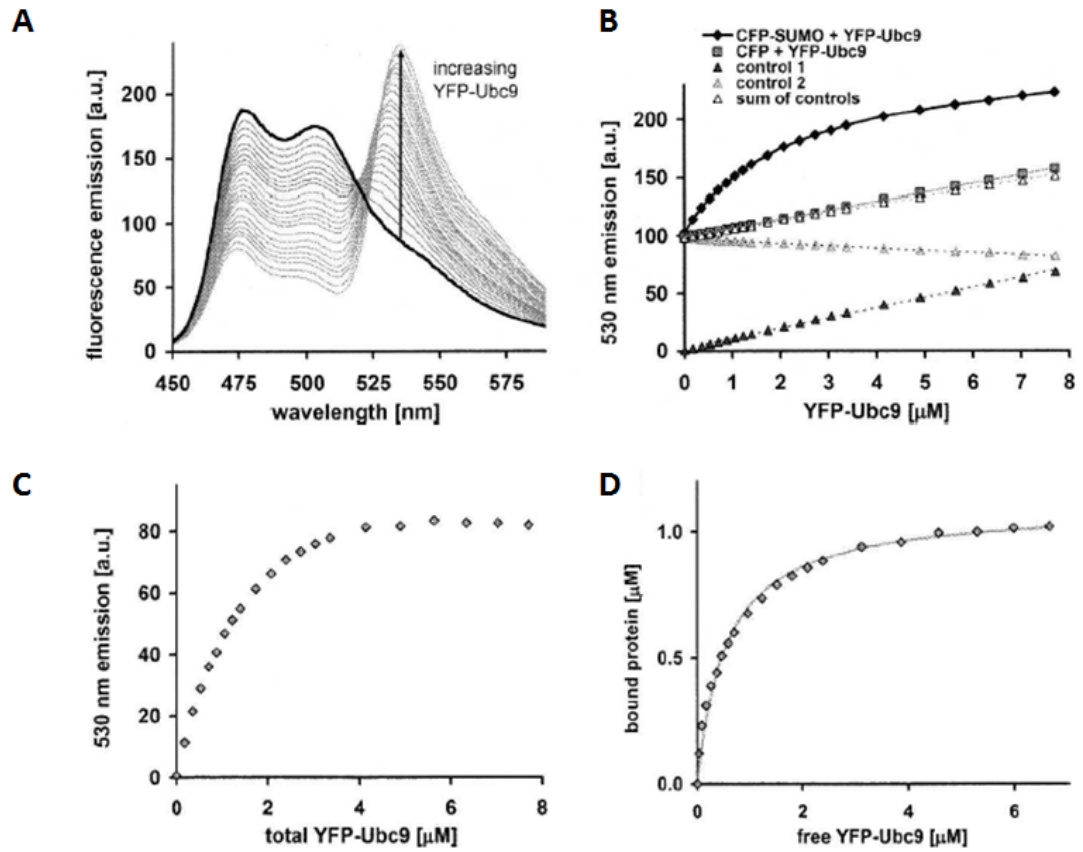 A
fluorescence emission [a.u.]
200
150
100
50
0
increasing
YFP-Ubc9
450 475 500 525 550 575
wavelength [nm]
B
CFP-SUMO + YFP-Ubc9
CFP + YFP-Ubc9
control 1
control 2
sum of controls
530 nm emission [a.u.]
200
150
100
50
0
0 1 2 3 4 5 6 7 8
YFP-Ubc9 [μM]
C
530 nm emission [a.u.]
80
60
40
20
0
0 2 4 6 8
total YFP-Ubc9 [μM]
D
bound protein [μM]
1.0
0.5
0.0
0 2 4 6
free YFP-Ubc9 [μM]